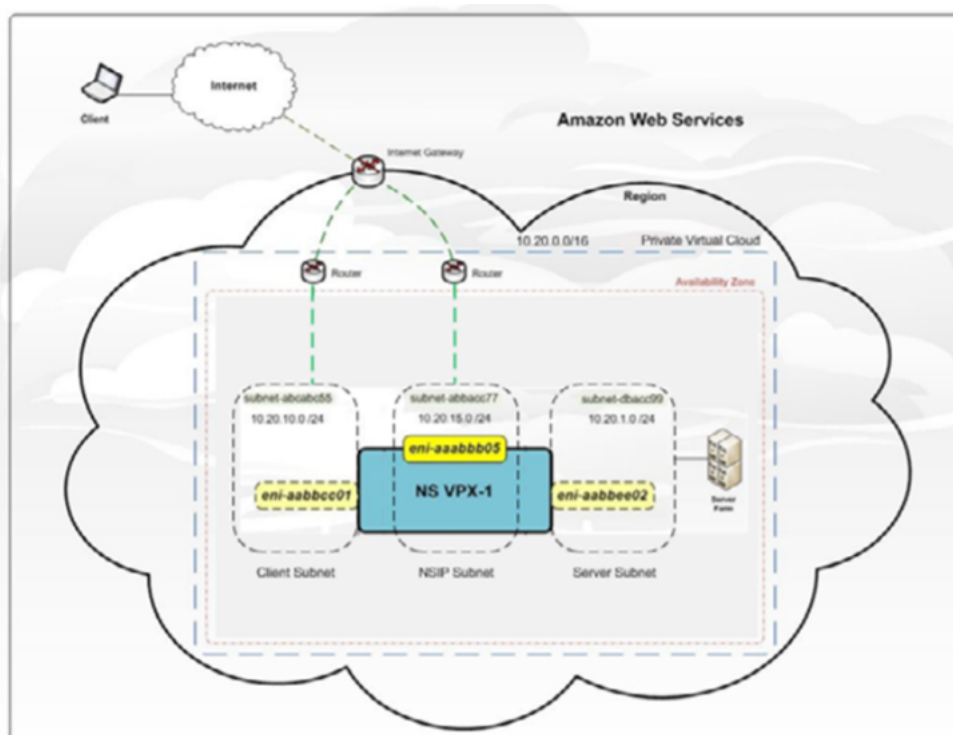 Internet
Client
Amazon Web Services
Internet Gateway
Region
10.20.0.0/16 Private Virtual Cloud
Router
Router
Availability Zone
subnet-abcabc55
subnet-abbacc77
subnet-dbacc99
10.20.10.0 /24
10.20.15.0 /24
10.20.1.0 /24
eni-aaabbb05
NS VPX-1
eni-aabbcc01
eni-aabbee02
Server
Farm
Client Subnet
NSIP Subnet
Server Subnet